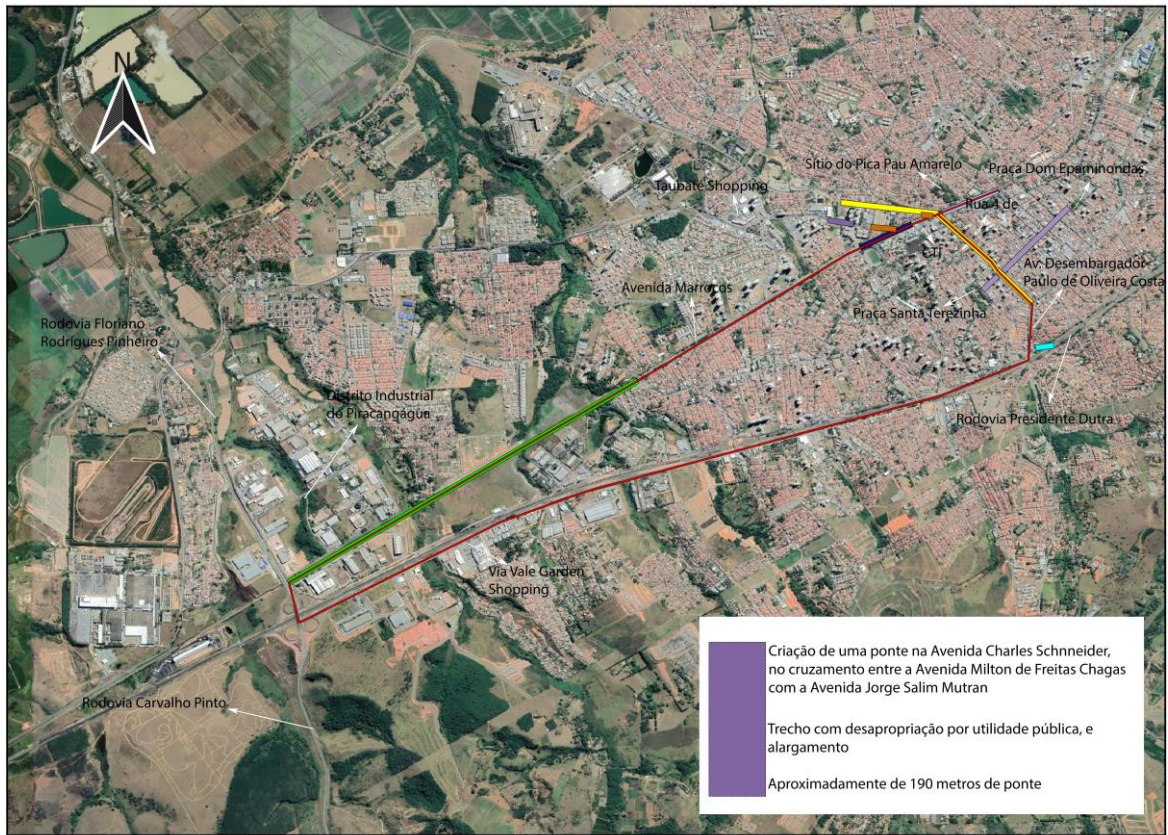 N
Sítio do Pica Pau Amarelo
Praça Dom Epaminondas
Taubaté Shopping
Rua 4 de
CTI
Av. Desembargador
Paulo de Oliveira Costa
Avenida Marrocos
Praça Santa Terezinha
Rodovia Floriano
Rodrigues Pinheiro
Distrito Industrial
do Piracangágua
Rodovia Presidente Dutra
Via Vale Garden
Shopping
Rodovia Carvalho Pinto
Criação de uma ponte na Avenida Charles Schnneider,
no cruzamento entre a Avenida Milton de Freitas Chagas
com a Avenida Jorge Salim Mutran
Trecho com desapropriação por utilidade pública, e
alargamento
Aproximadamente de 190 metros de ponte